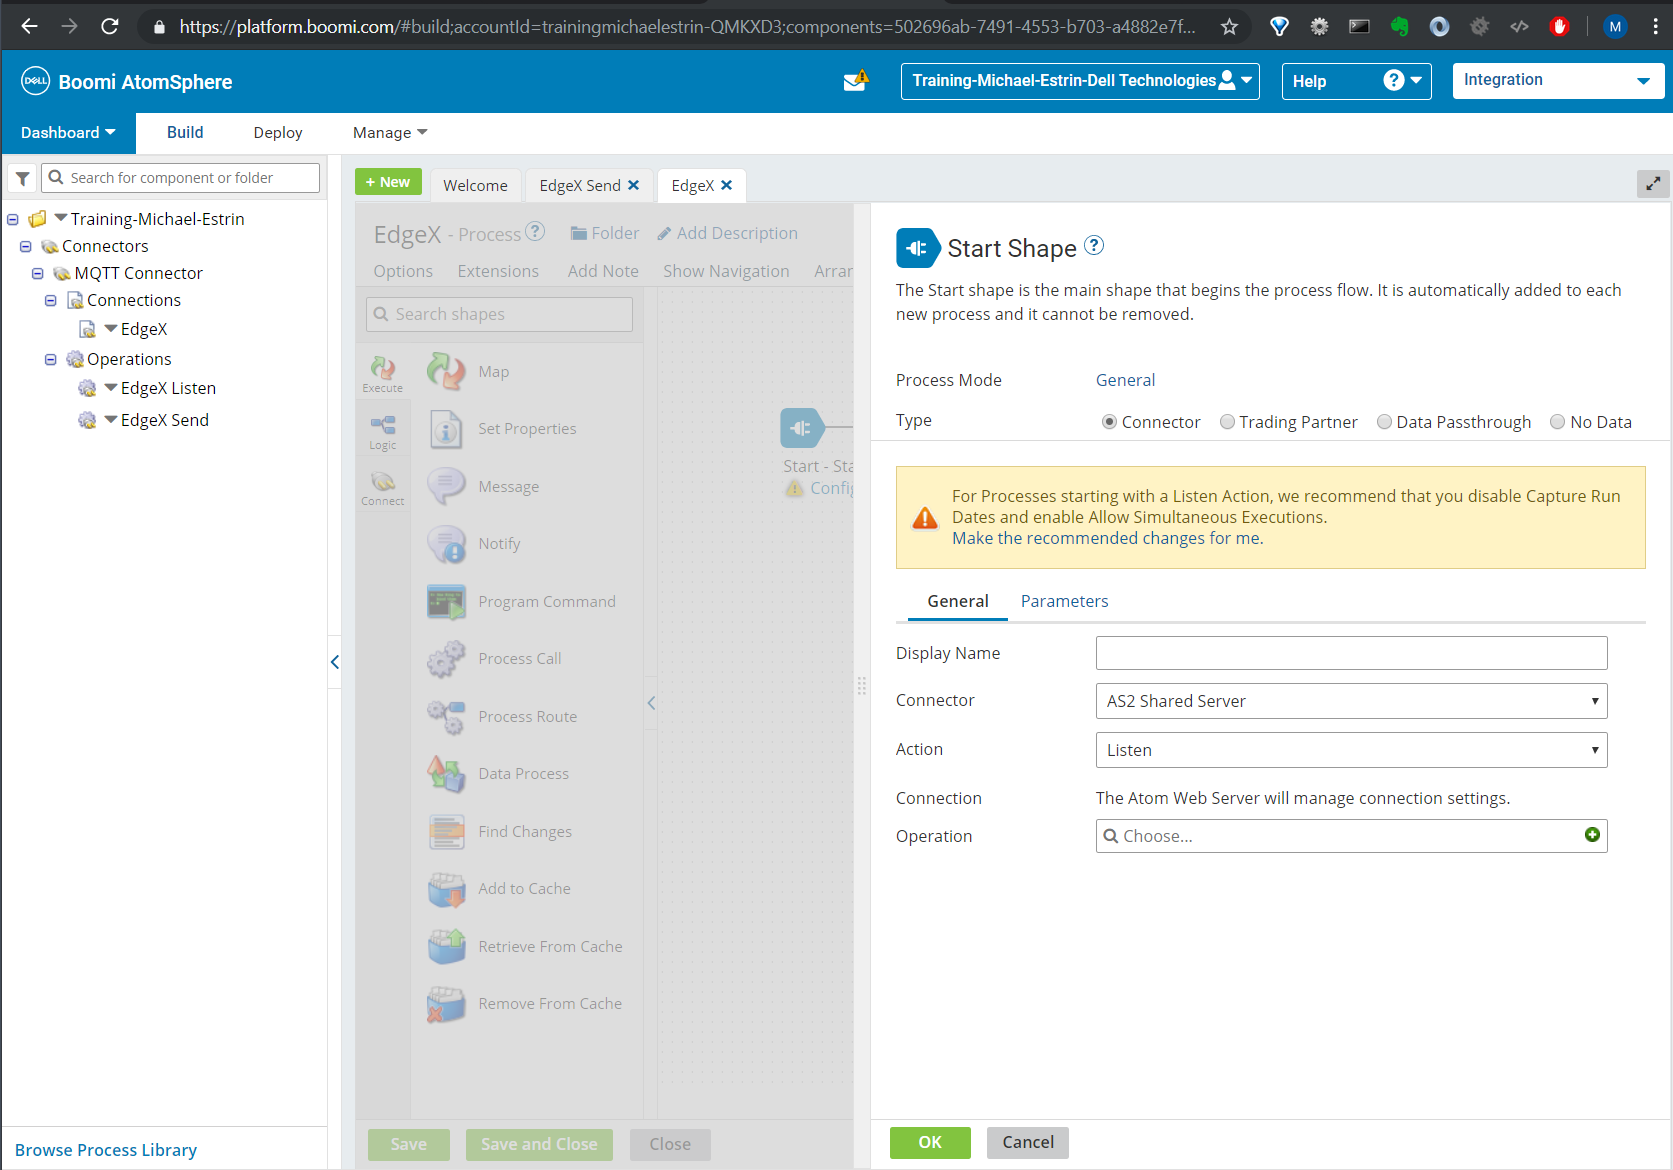 https://platform.boomi.com/#build;accountId=trainingmichaelestrin-QMKXD3;components=502696ab-7491-4553-b703-a4882e7f...
M
DELL
Boomi AtomSphere
Training-Michael-Estrin-Dell Technologies
Help
Integration
Dashboard
Build
Deploy
Manage
Search for component or folder
+ New
Welcome
EdgeX Send
EdgeX
Training-Michael-Estrin
Connectors
MQTT Connector
Connections
EdgeX
Operations
EdgeX Listen
EdgeX Send
Browse Process Library
EdgeX - Process
Folder
Add Description
Options
Extensions
Add Note
Show Navigation
Arrar
Search shapes
Execute
Logic
Connect
Map
Set Properties
Message
Notify
Program Command
Process Call
Process Route
Data Process
Find Changes
Add to Cache
Retrieve From Cache
Remove From Cache
Start - Sta
Config
Save
Save and Close
Close
Start Shape
The Start shape is the main shape that begins the process flow. It is automatically added to each
new process and it cannot be removed.
Process Mode
General
Type
Connector
Trading Partner
Data Passthrough
No Data
For Processes starting with a Listen Action, we recommend that you disable Capture Run
Dates and enable Allow Simultaneous Executions.
Make the recommended changes for me.
General
Parameters
Display Name
Connector
AS2 Shared Server
Action
Listen
Connection
The Atom Web Server will manage connection settings.
Operation
Choose...
OK
Cancel